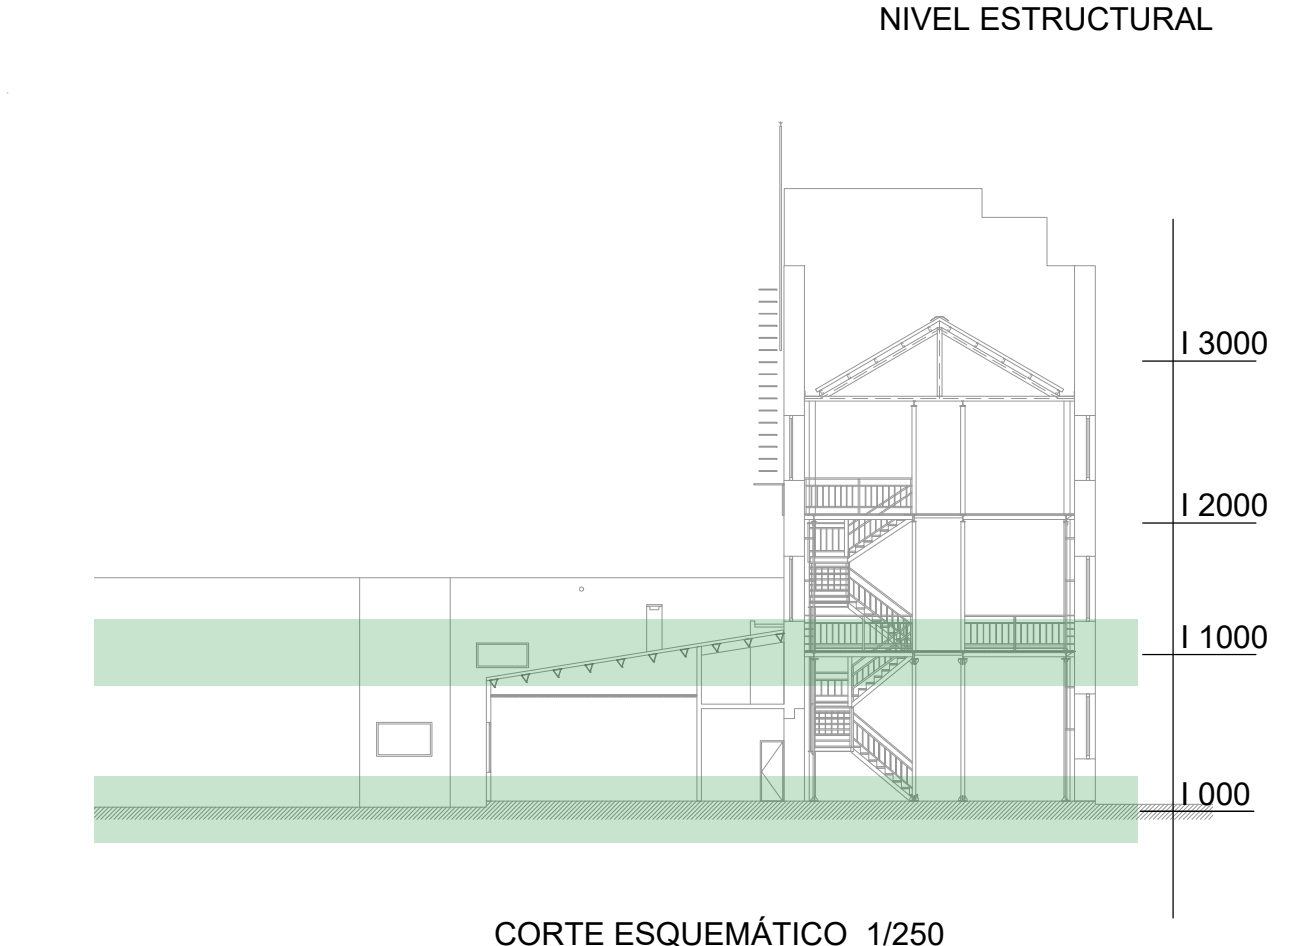 NIVEL ESTRUCTURAL
I 3000
I 2000
I 1000
I 000
CORTE ESQUEMÁTICO 1/250